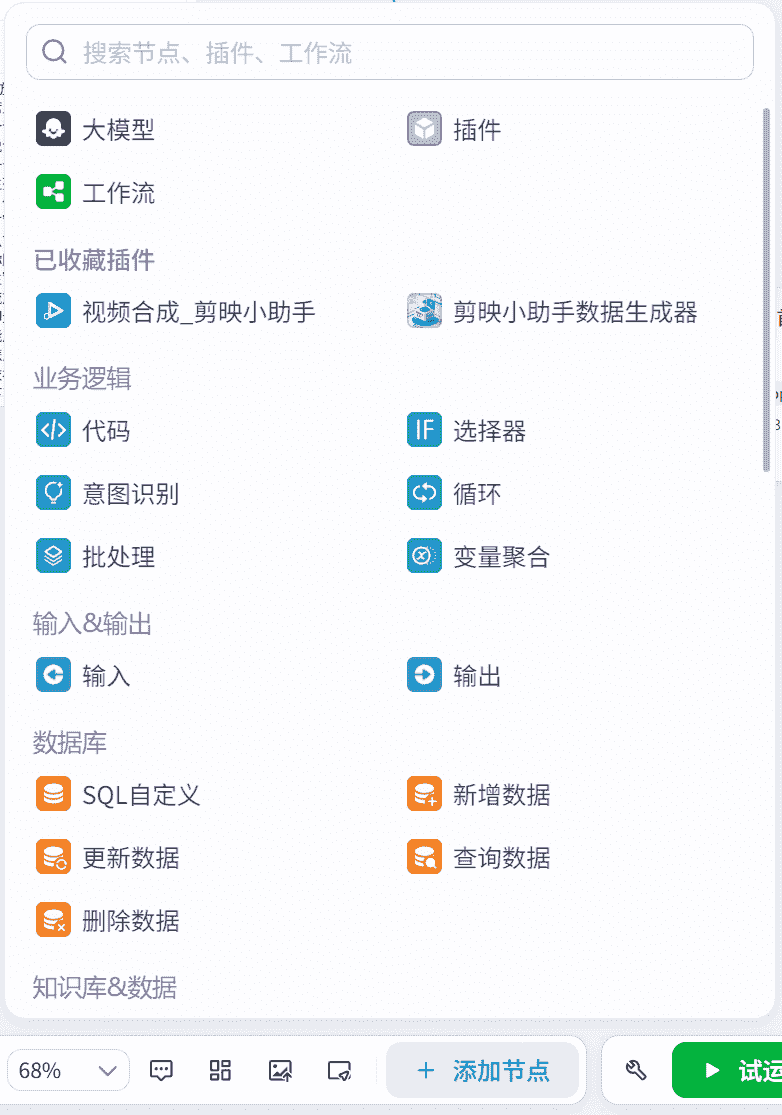 搜索节点、插件、工作流
大模型
插件
工作流
已收藏插件
视频合成_剪映小助手
剪映小助手数据生成器
业务逻辑
代码
IF
选择器
意图识别
循环
批处理
变量聚合
输入&输出
输入
输出
数据库
SQL自定义
新增数据
更新数据
查询数据
删除数据
知识库&数据
68%
添加节点
试运